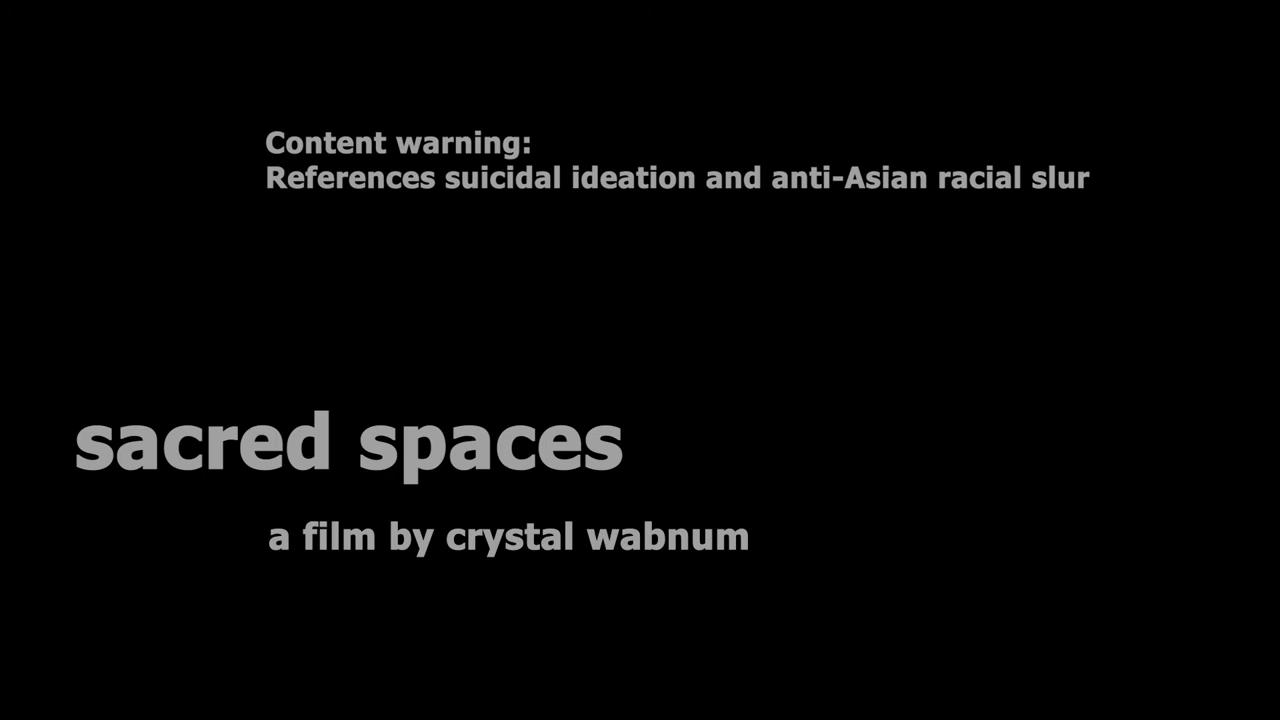 Content warning:
References suicidal ideation and anti-Asian racial slur
sacred spaces
a film by crystal wabnum